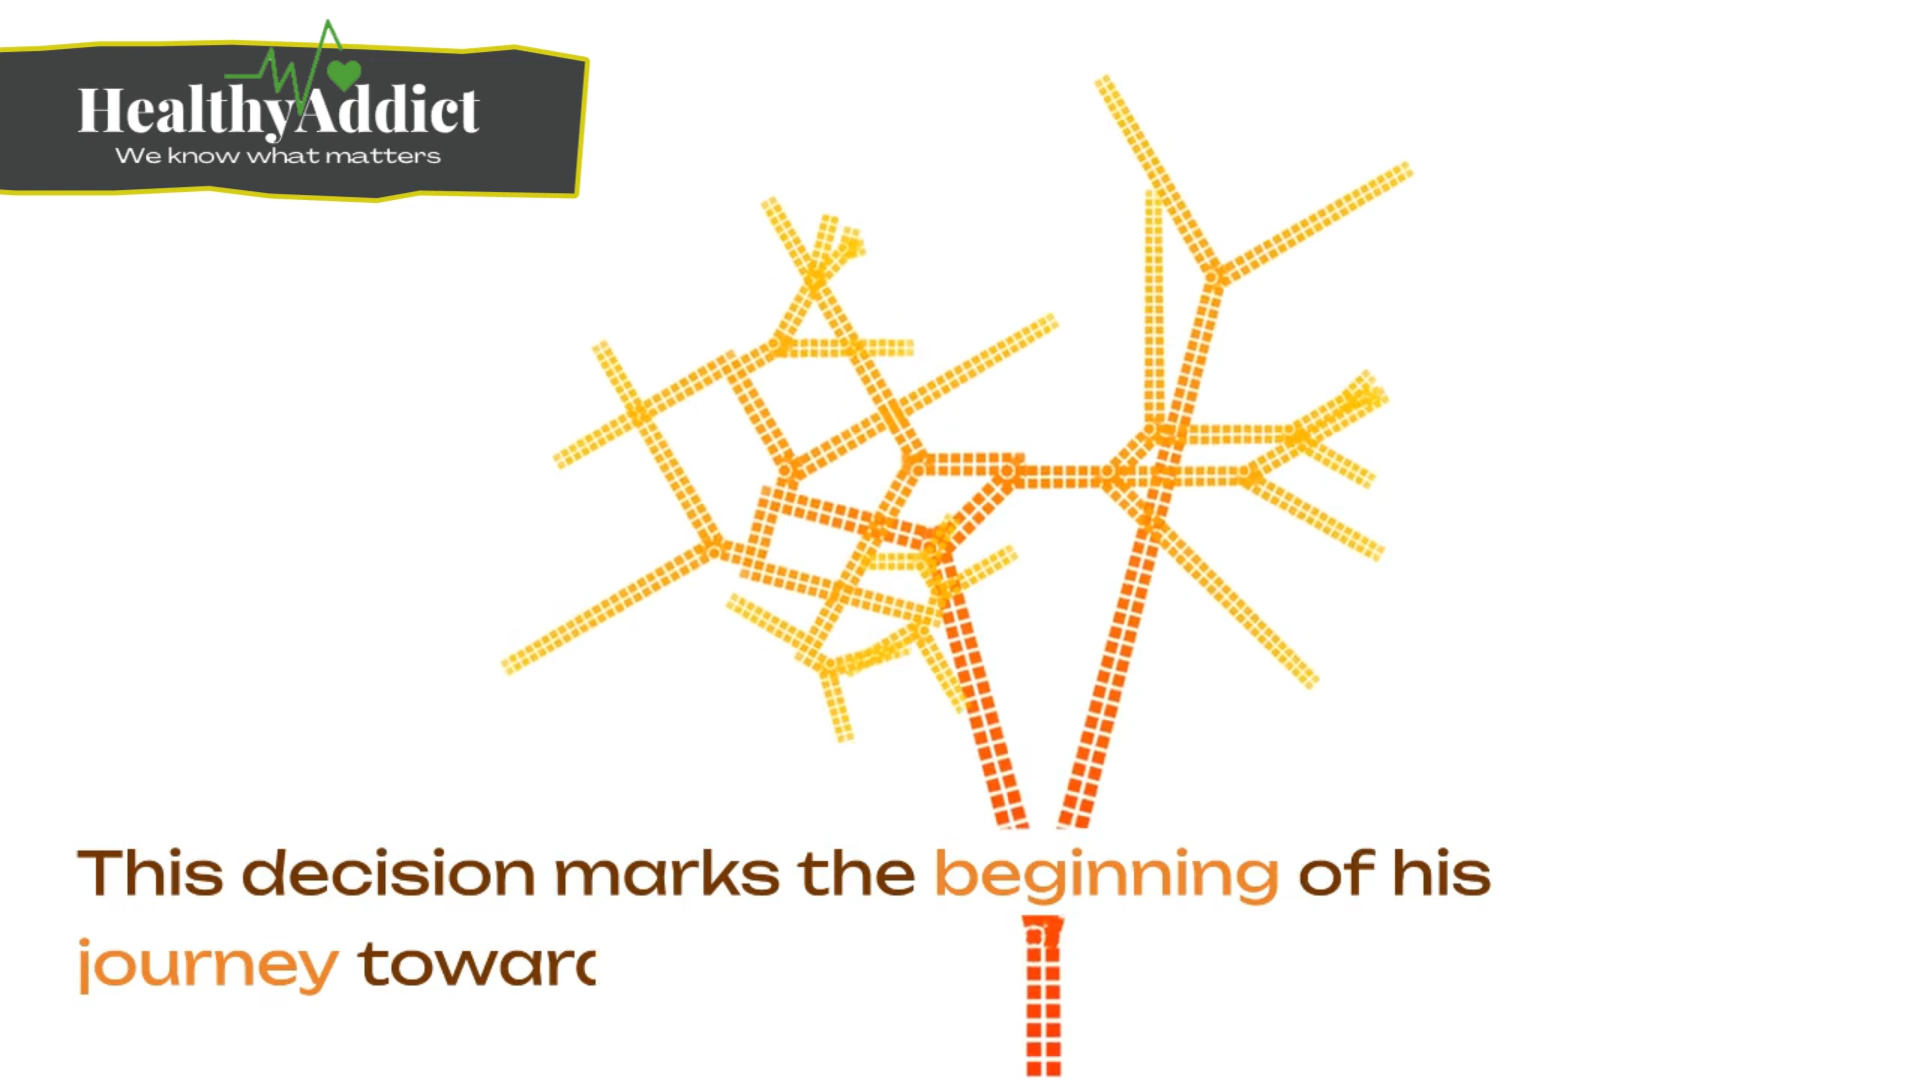 HealthyAddict
We know what matters
This decision marks the beginning of his
journey